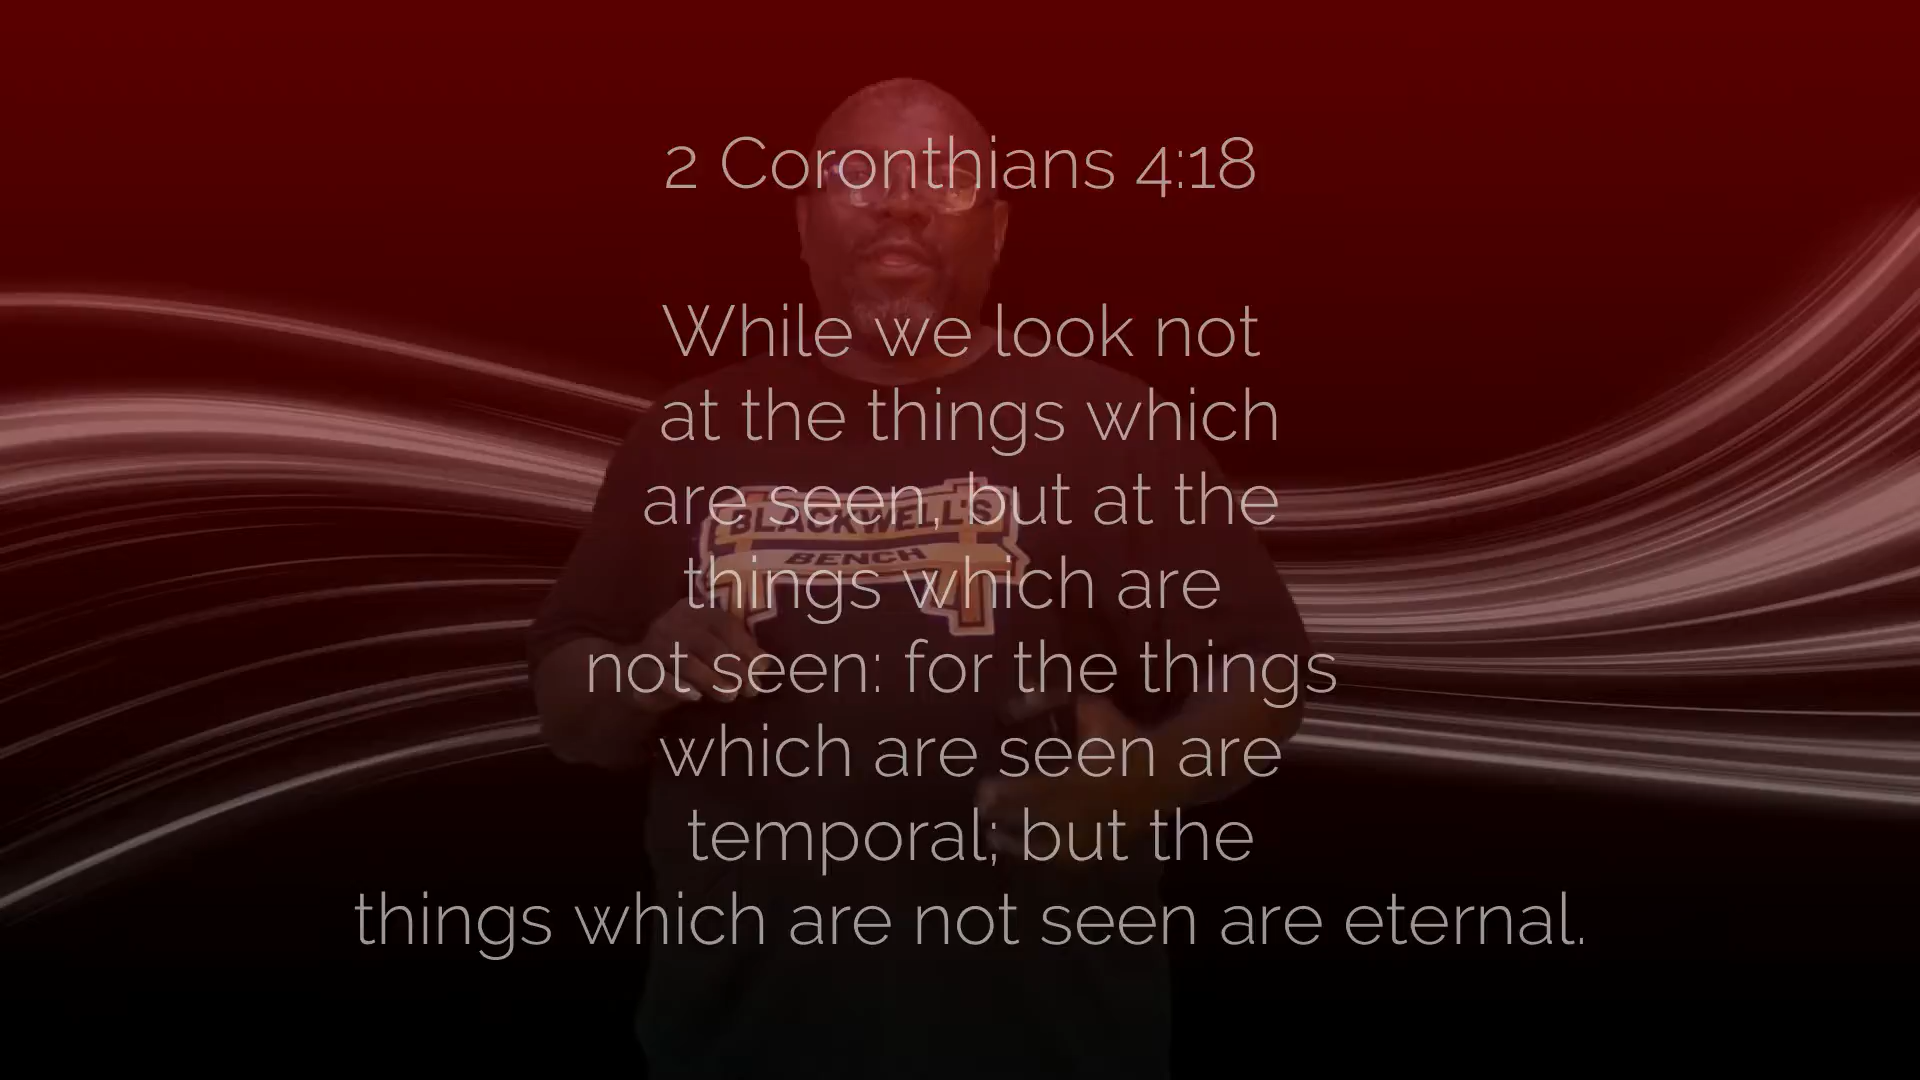 2 Coronthians 4:18
While we look not
at the things which
are seen, but at the
things which are
not seen: for the things
which are seen are
temporal; but the
things which are not seen are eternal.
BLACKWELL'S
BENCH